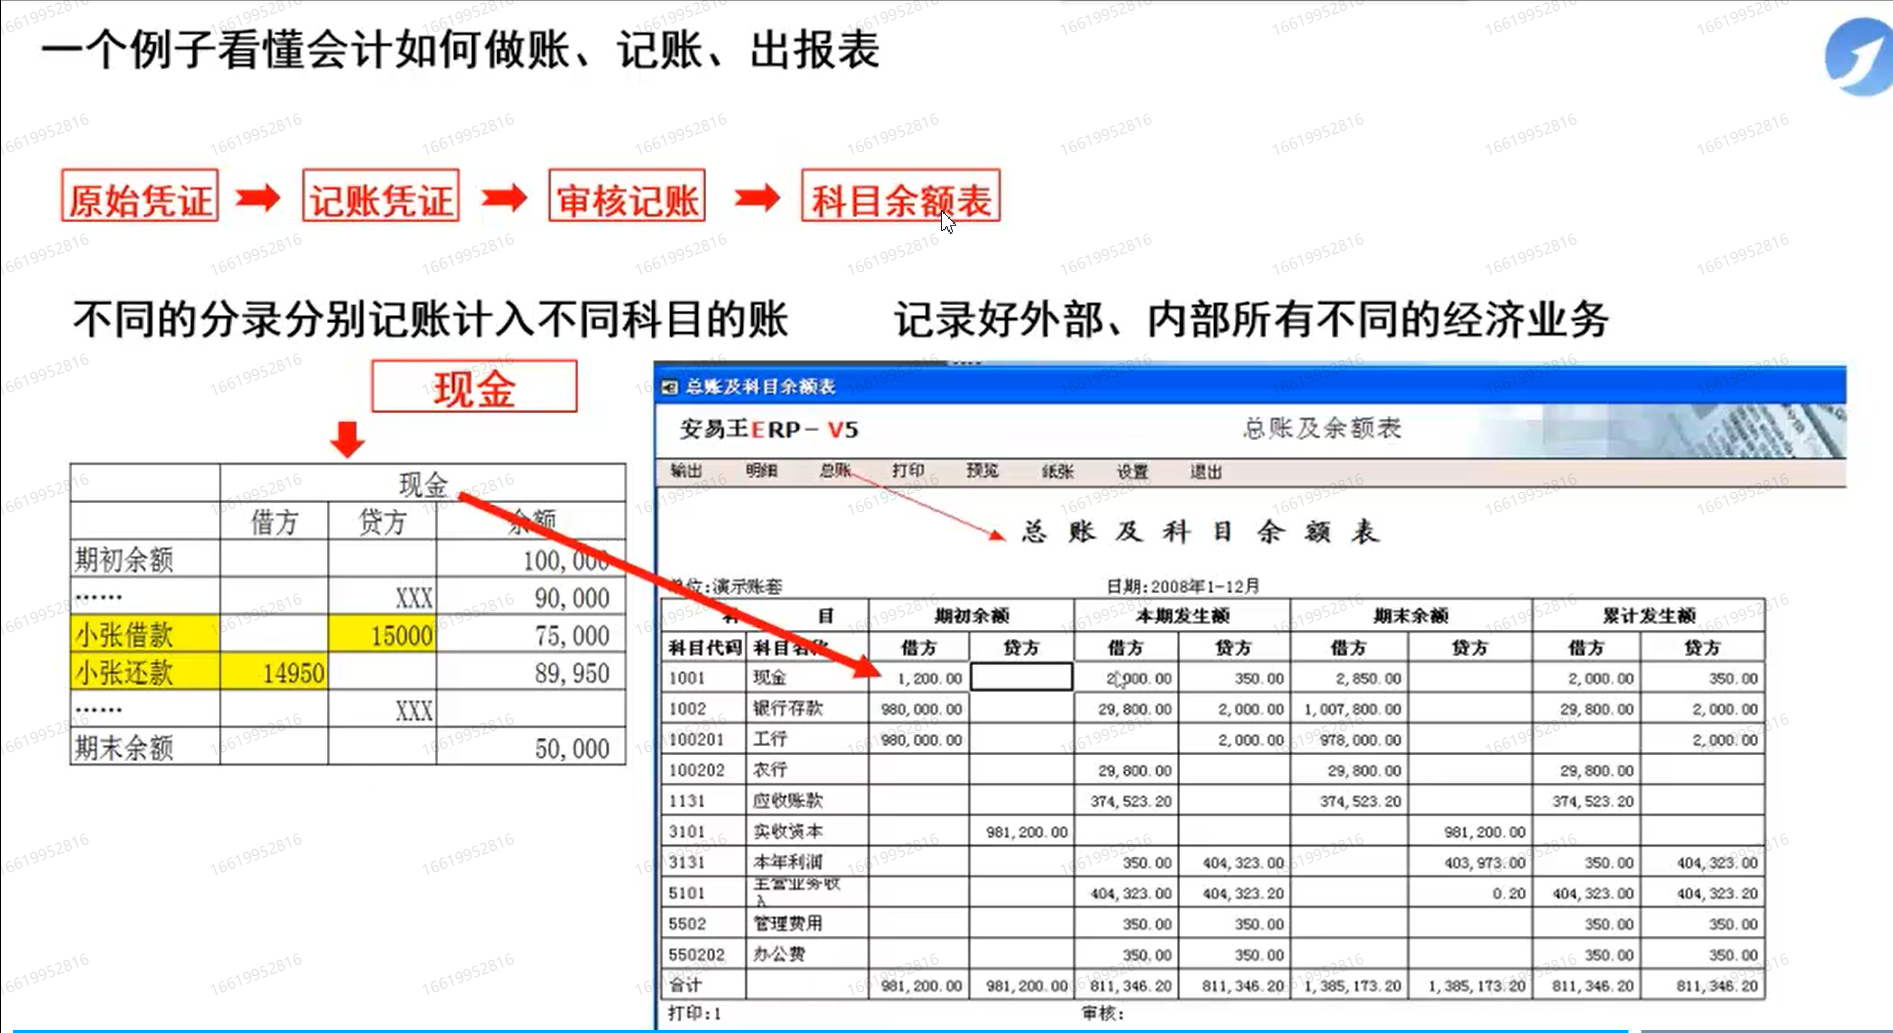 一个例子看懂会计如何做账、记账、出报表
原始凭证 记账凭证 审核记账 科目余额表
不同的分录分别记账计入不同科目的账
记录好外部、内部所有不同的经济业务
现金
现金
借方 贷方 余额
期初余额 100,000
…… XXX 90,000
小张借款 15000 75,000
小张还款 14950 89,950
…… XXX
期末余额 50,000
总账及科目余额表
安易王ERP-V5 总账及余额表
输出 明细 总账 打印 预览 纸张 设置 退出
总账及科目余额表
单位:演示账套 日期:2008年1-12月
科 目 期初余额 本期发生额 期末余额 累计发生额
科目代码 科目名称 借方 贷方 借方 贷方 借方 贷方 借方 贷方
1001 现金 1,200.00 2,000.00 350.00 2,850.00 2,000.00 350.00
1002 银行存款 980,000.00 29,800.00 2,000.00 1,007,800.00 29,800.00 2,000.00
100201 工行 980,000.00 2,000.00 978,000.00 2,000.00
100202 农行 29,800.00 29,800.00 29,800.00
1131 应收账款 374,523.20 374,523.20 374,523.20
3101 实收资本 981,200.00 981,200.00
3131 本年利润 350.00 404,323.00 403,973.00 350.00 404,323.00
5101 主营业务收入 404,323.00 404,323.20 0.20 404,323.00 404,323.20
5502 管理费用 350.00 350.00 350.00 350.00
550202 办公费 350.00 350.00 350.00 350.00
合计 981,200.00 981,200.00 811,346.20 811,346.20 1,385,173.20 1,385,173.20 811,346.20 811,346.20
打印:1 审核:
16619952816